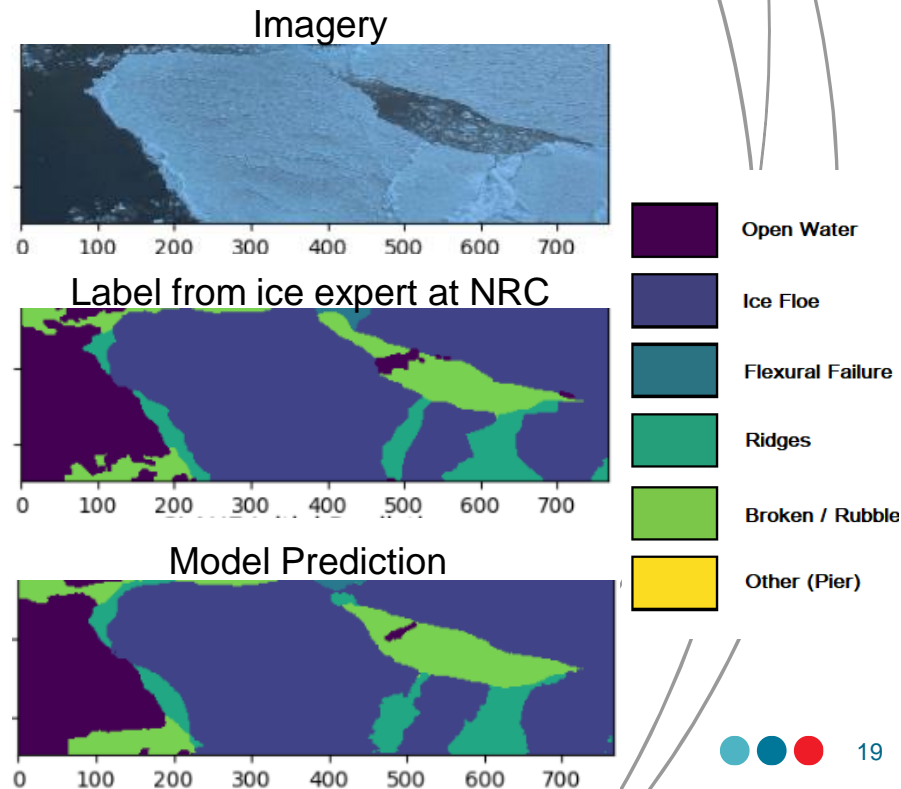 Imagery
0 100 200 300 400 500 600 700
Label from ice expert at NRC
0 100 200 300 400 500 600 700
Model Prediction
0 100 200 300 400 500 600 700
Open Water
Ice Floe
Flexural Failure
Ridges
Broken / Rubble
Other (Pier)
19